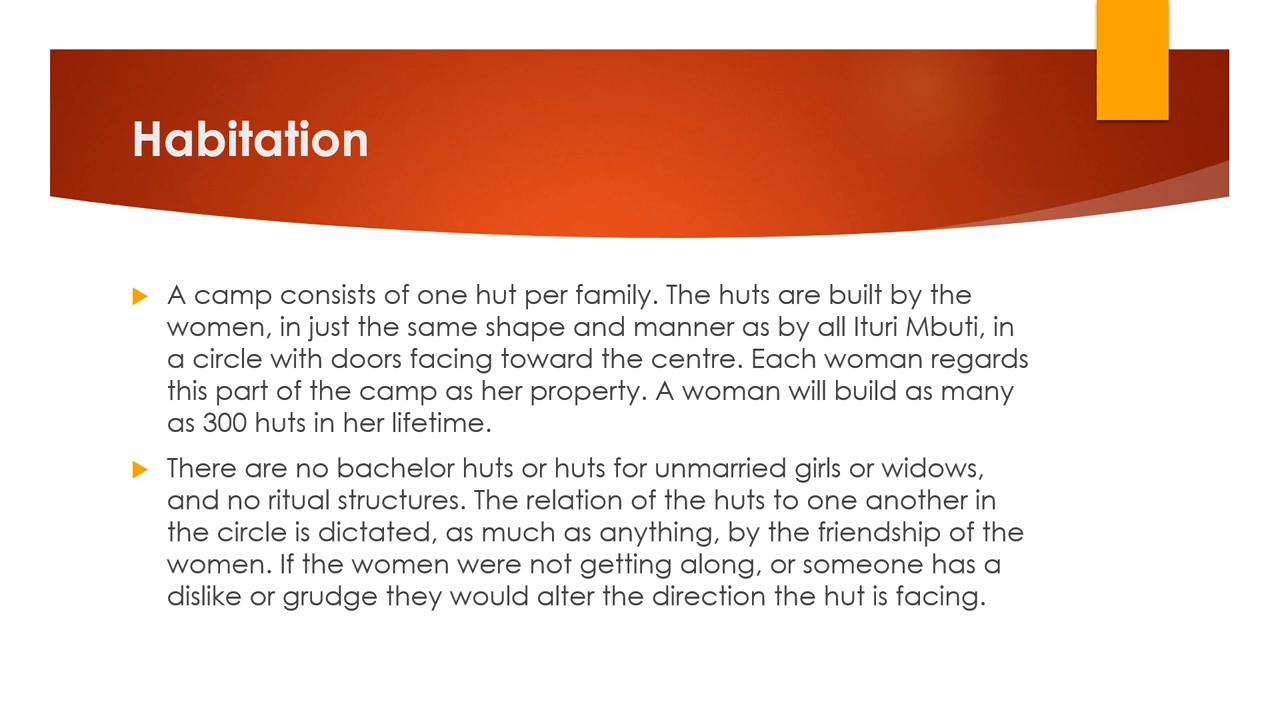 Habitation
A camp consists of one hut per family. The huts are built by the
women, in just the same shape and manner as by all Ituri Mbuti, in
a circle with doors facing toward the centre. Each woman regards
this part of the camp as her property. A woman will build as many
as 300 huts in her lifetime.
There are no bachelor huts or huts for unmarried girls or widows,
and no ritual structures. The relation of the huts to one another in
the circle is dictated, as much as anything, by the friendship of the
women. If the women were not getting along, or someone has a
dislike or grudge they would alter the direction the hut is facing.